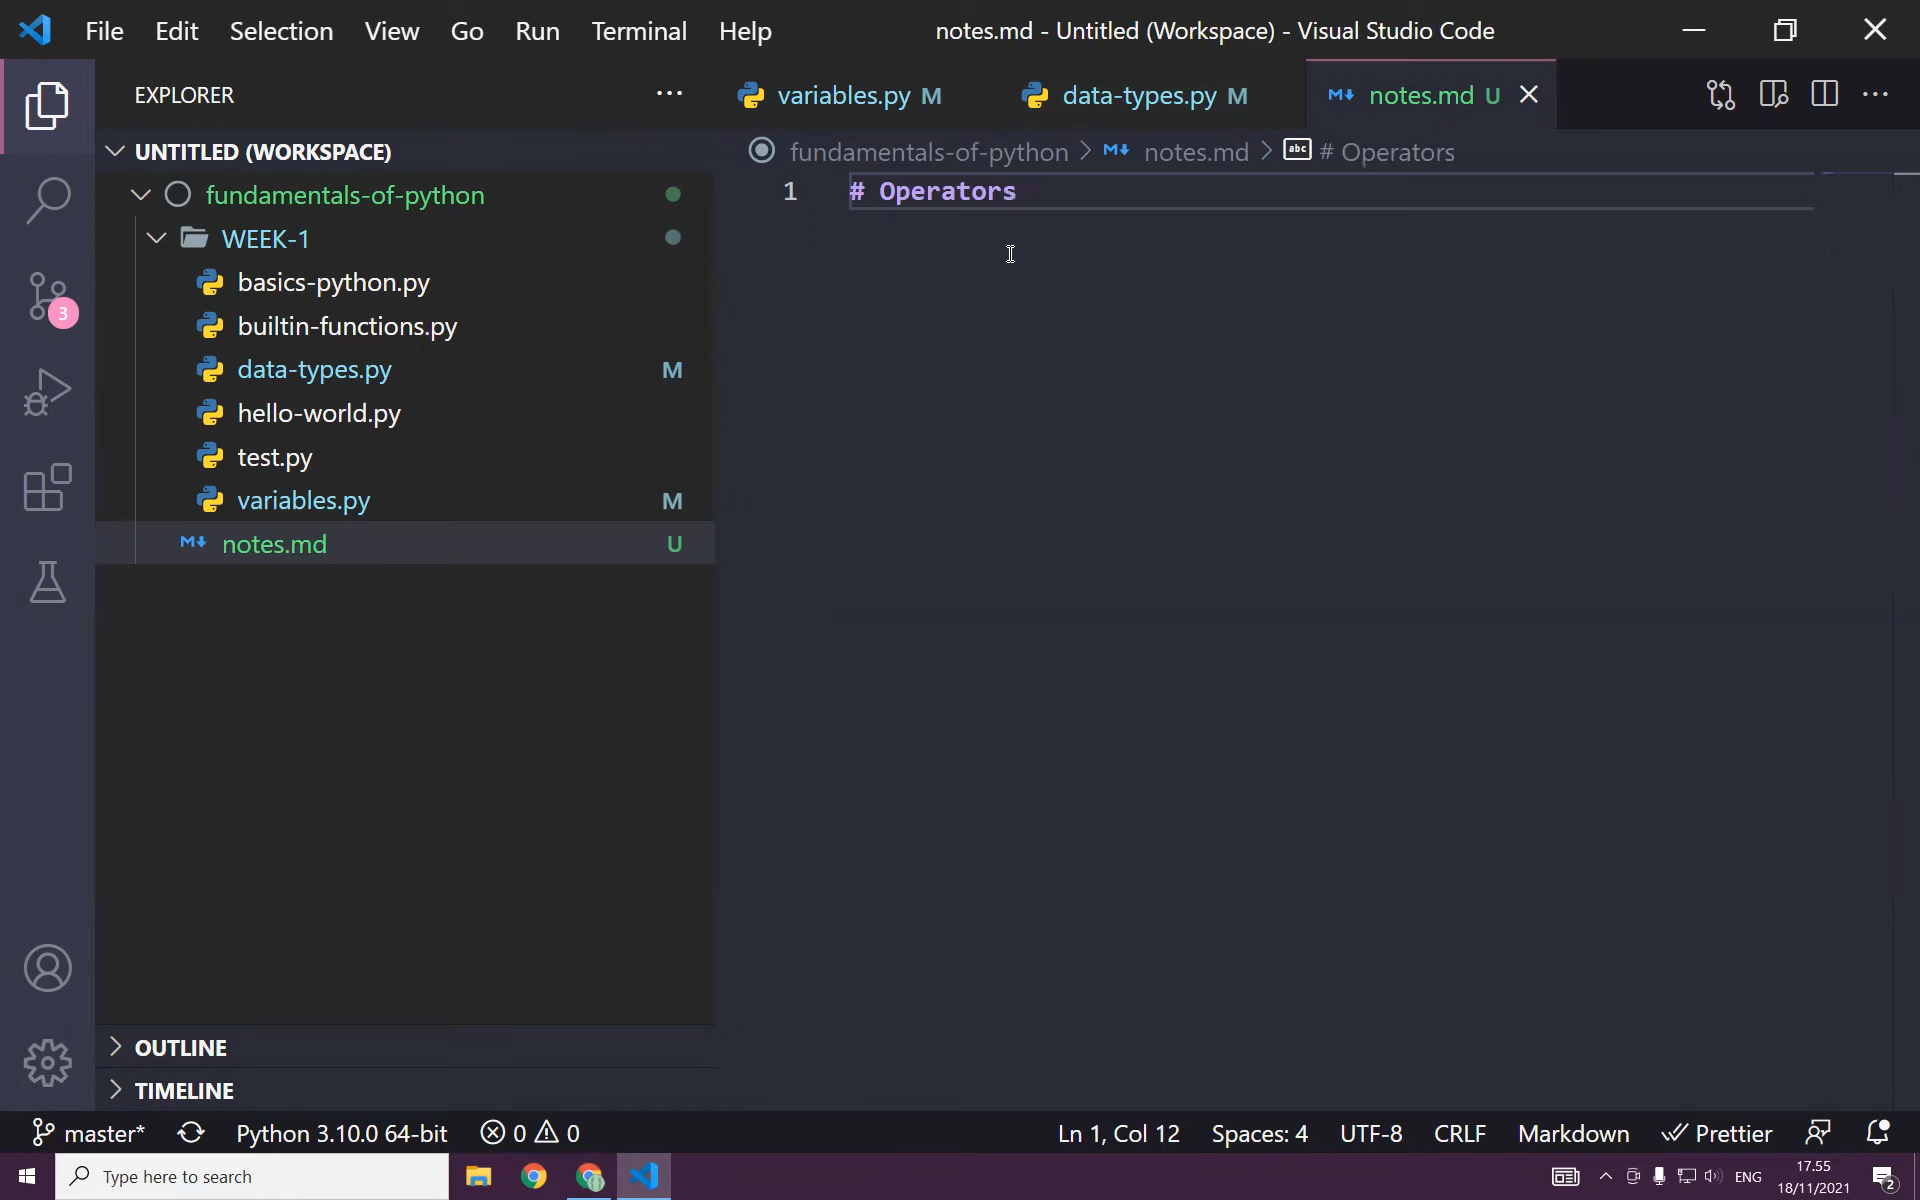 File Edit Selection View Go Run Terminal Help notes.md - Untitled (Workspace) - Visual Studio Code
EXPLORER ···
variables.py M data-types.py M notes.md U
UNTITLED (WORKSPACE)
fundamentals-of-python > notes.md > abc # Operators
1 # Operators
fundamentals-of-python
WEEK-1
basics-python.py
builtin-functions.py
data-types.py M
hello-world.py
test.py
variables.py M
notes.md U
3
OUTLINE
TIMELINE
master* Python 3.10.0 64-bit 0 0 Ln 1, Col 12 Spaces: 4 UTF-8 CRLF Markdown Prettier
Type here to search ENG 17.55
18/11/2021 2